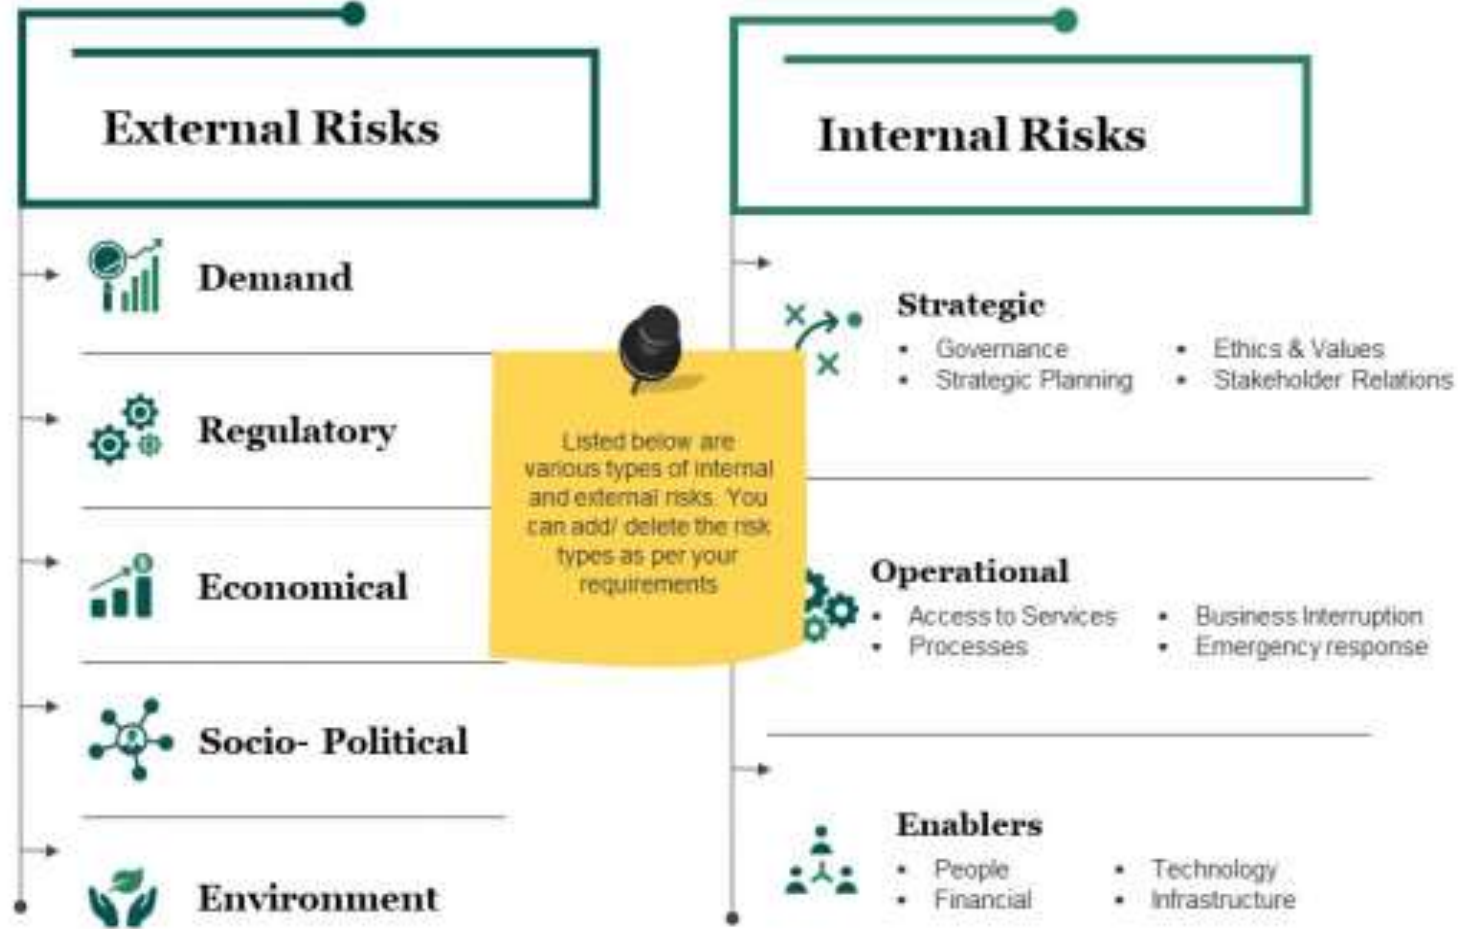 External Risks
Demand
Regulatory
Economical
Socio- Political
Environment
Listed below are
various types of internal
and external risks. You
can add/ delete the risk
types as per your
requirements
Internal Risks
Strategic
• Governance
• Strategic Planning
• Ethics & Values
• Stakeholder Relations
Operational
• Access to Services
• Processes
• Business Interruption
• Emergency response
Enablers
• People
• Financial
• Technology
• Infrastructure